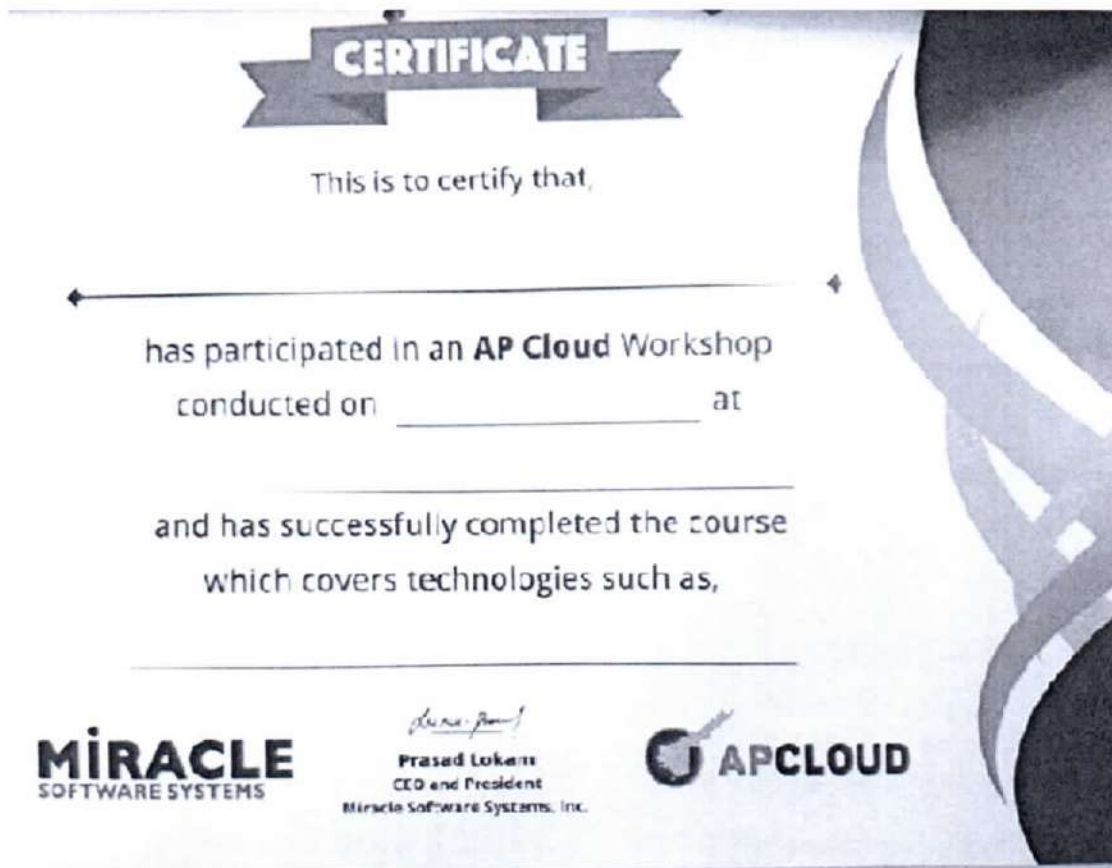 CERTIFICATE
This is to certify that,
has participated in an AP Cloud Workshop
conducted on ____________________ at
and has successfully completed the course
which covers technologies such as,
MiRACLE
SOFTWARE SYSTEMS
Prasad Lokam
CEO and President
Miracle Software Systems, Inc.
APCLOUD